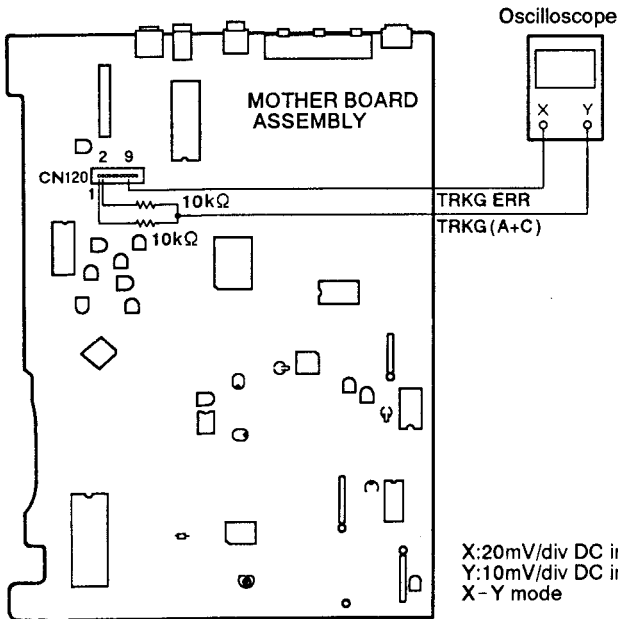 Oscilloscope
X Y
MOTHER BOARD
ASSEMBLY
2 9
CN120
1
10kΩ
10kΩ
TRKG ERR
TRKG(A+C)
X:20mV/div DC
Y:10mV/div DC
X-Y mode